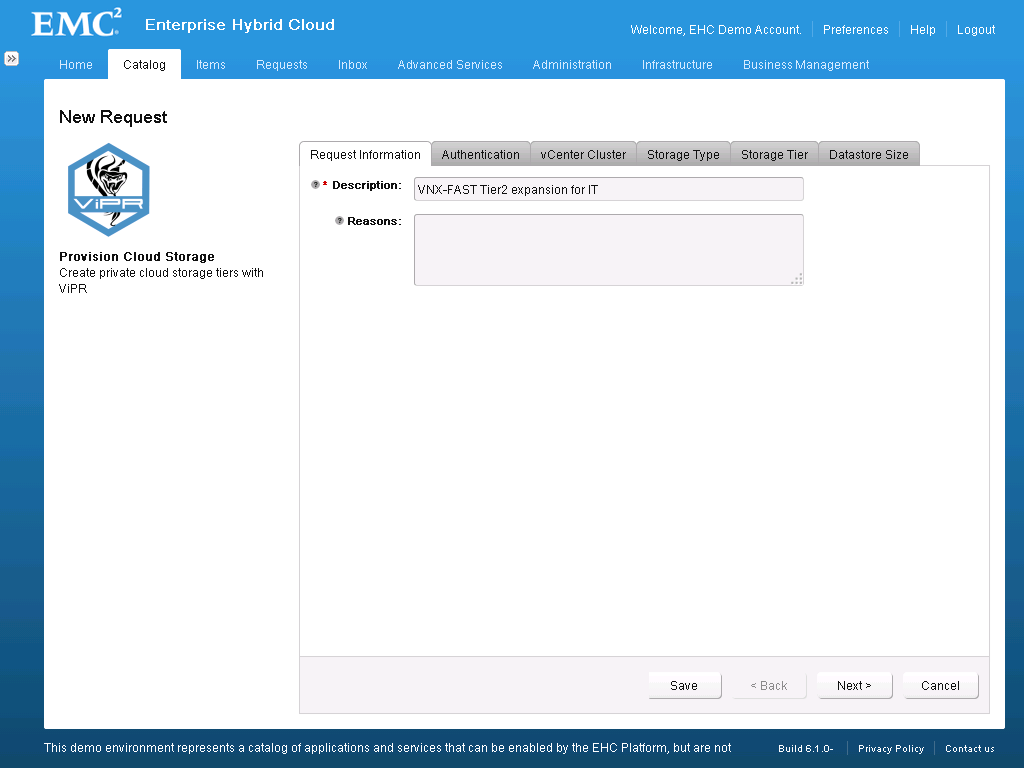 EMC²
Enterprise Hybrid Cloud
Welcome, EHC Demo Account. Preferences Help Logout
Home Catalog Items Requests Inbox Advanced Services Administration Infrastructure Business Management
New Request
ViPR
Provision Cloud Storage
Create private cloud storage tiers with
ViPR
Request Information Authentication vCenter Cluster Storage Type Storage Tier Datastore Size
* Description: VNX-FAST Tier2 expansion for IT
Reasons:
Save < Back Next > Cancel
This demo environment represents a catalog of applications and services that can be enabled by the EHC Platform, but are not
Build 6.1.0- Privacy Policy Contact us